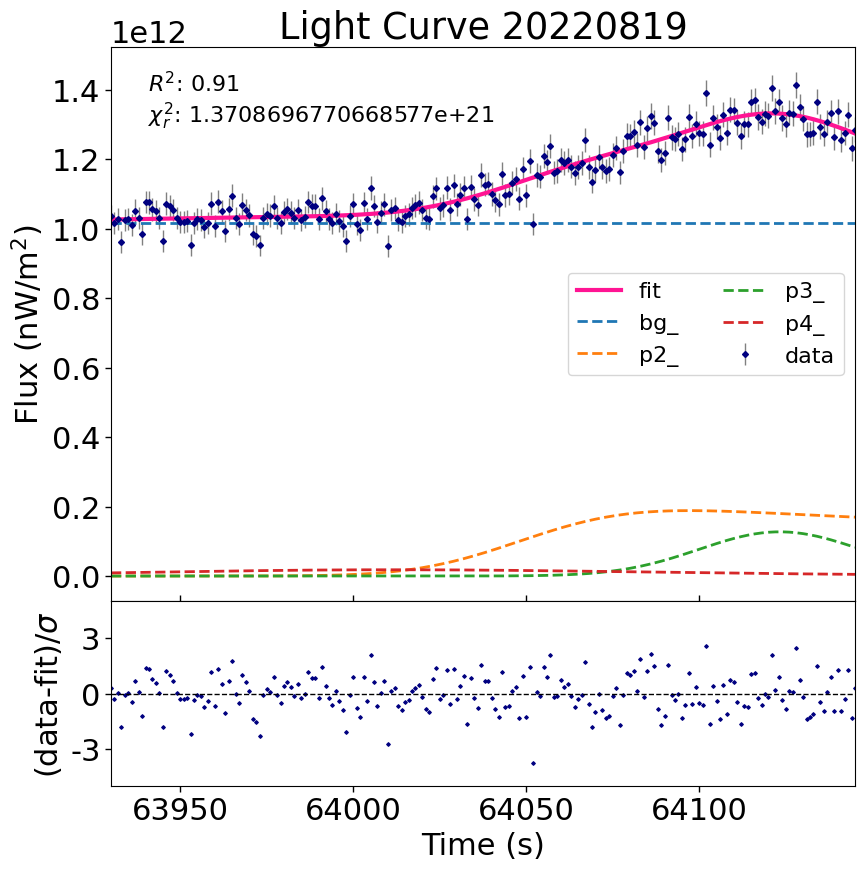 Light Curve 20220819
1e12
R²: 0.91
χ²ᵣ: 1.3708696770668577e+21
1.4
1.2
1.0
0.8
0.6
0.4
0.2
0.0
Flux (nW/m²)
fit
bg_
p2_
p3_
p4_
data
3
0
-3
(data-fit)/σ
63950 64000 64050 64100
Time (s)